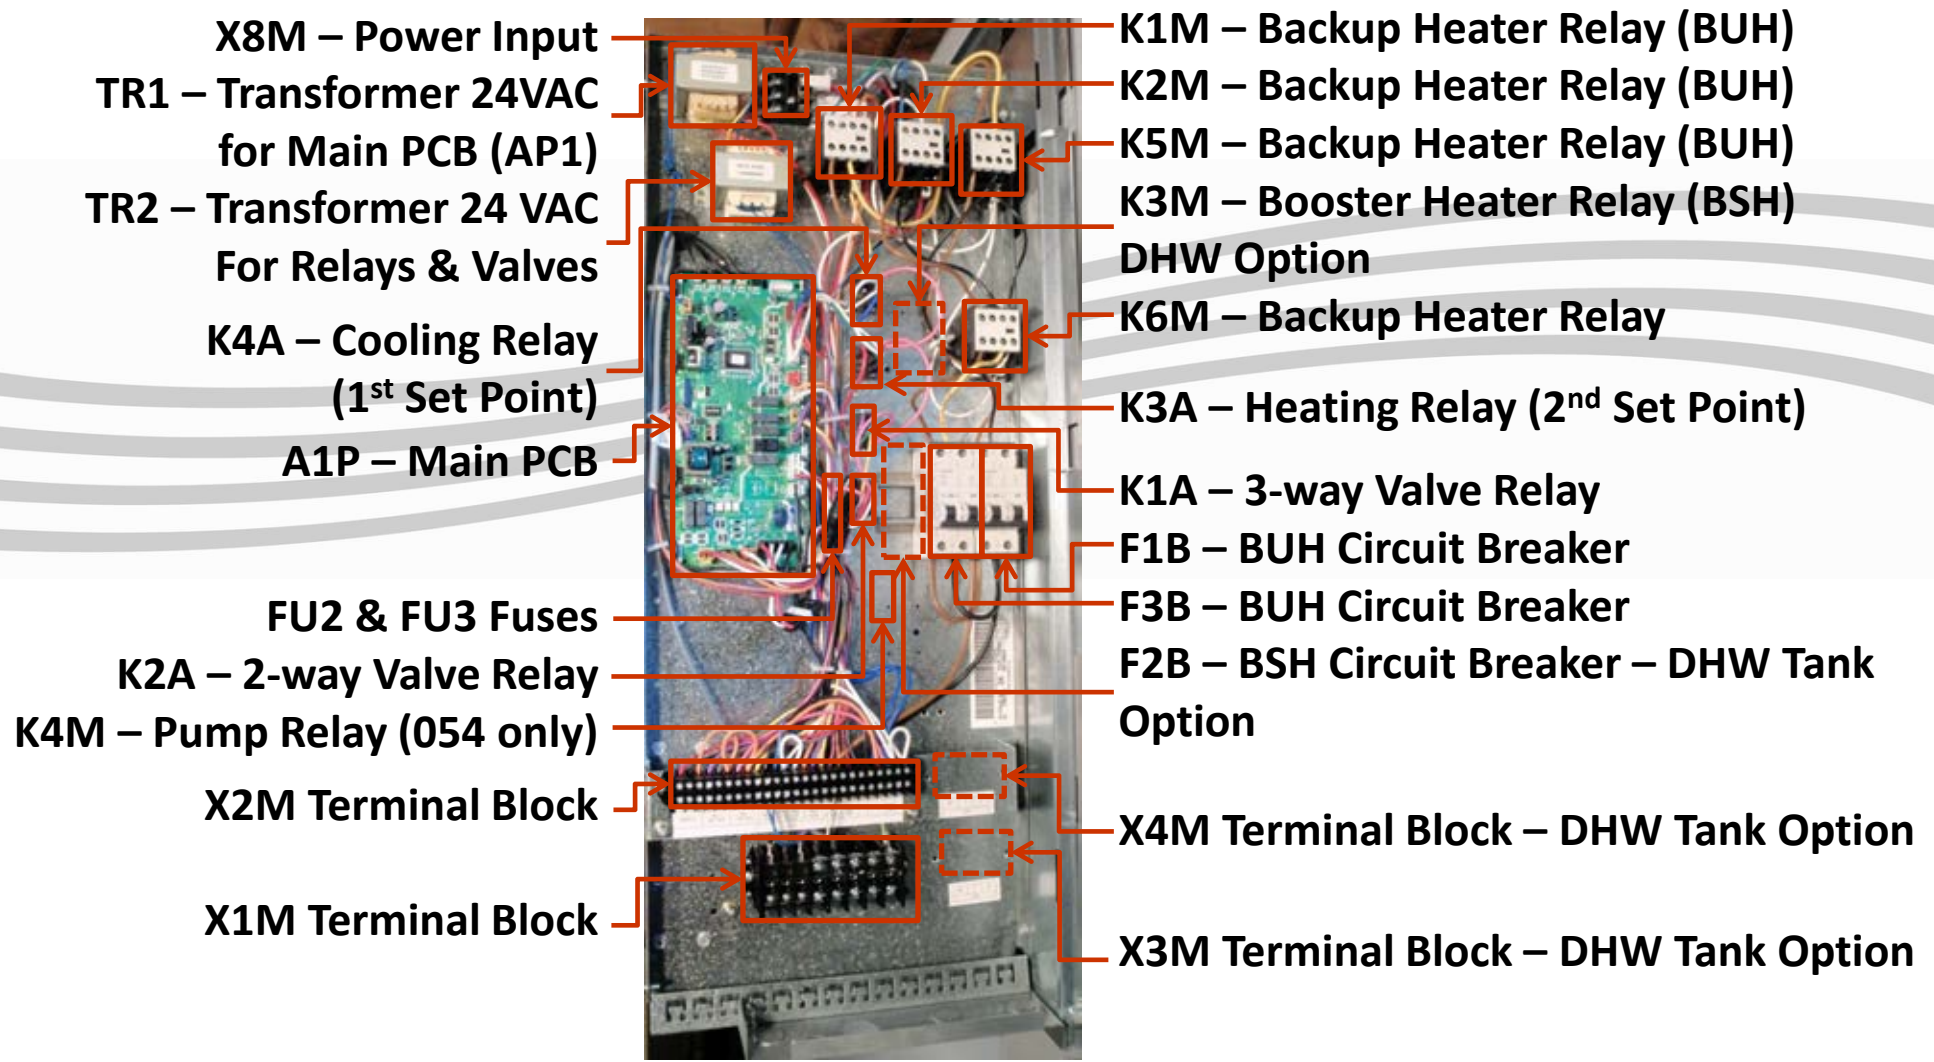 X8M – Power Input
TR1 – Transformer 24VAC
for Main PCB (AP1)
TR2 – Transformer 24 VAC
For Relays & Valves
K4A – Cooling Relay
(1st Set Point)
A1P – Main PCB
FU2 & FU3 Fuses
K2A – 2-way Valve Relay
K4M – Pump Relay (054 only)
X2M Terminal Block
X1M Terminal Block
K1M – Backup Heater Relay (BUH)
K2M – Backup Heater Relay (BUH)
K5M – Backup Heater Relay (BUH)
K3M – Booster Heater Relay (BSH)
DHW Option
K6M – Backup Heater Relay
K3A – Heating Relay (2nd Set Point)
K1A – 3-way Valve Relay
F1B – BUH Circuit Breaker
F3B – BUH Circuit Breaker
F2B – BSH Circuit Breaker – DHW Tank
Option
X4M Terminal Block – DHW Tank Option
X3M Terminal Block – DHW Tank Option